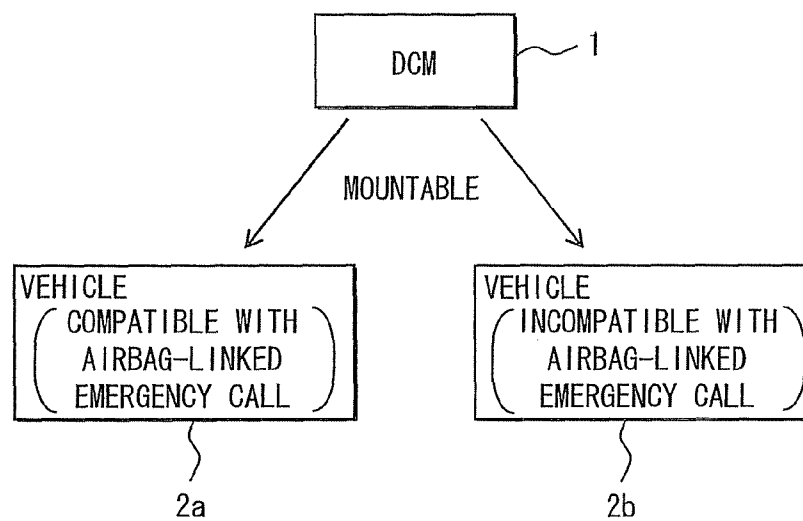 DCM
1
MOUNTABLE
VEHICLE
COMPATIBLE WITH
AIRBAG-LINKED
EMERGENCY CALL
2a
VEHICLE
INCOMPATIBLE WITH
AIRBAG-LINKED
EMERGENCY CALL
2b